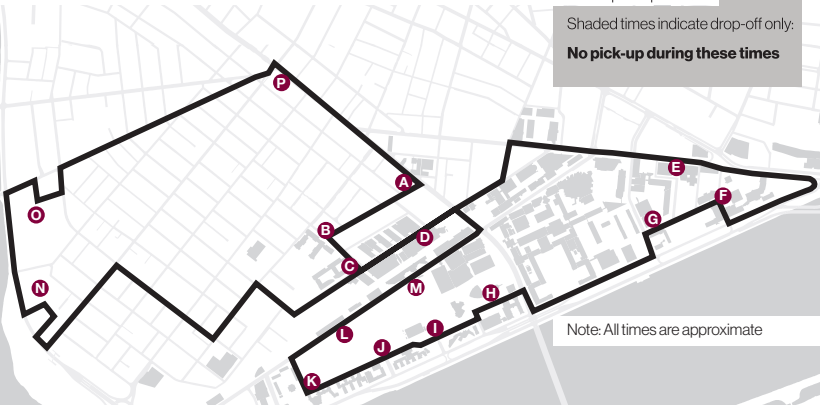 Shaded times indicate drop-off only:
No pick-up during these times
P
A
E
F
O
B
D
G
C
N
M
H
L
I
J
K
Note: All times are approximate